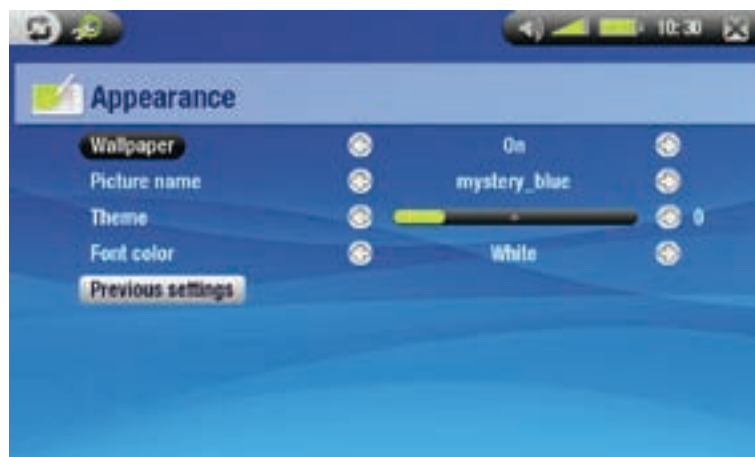 10:30
Appearance
Wallpaper On
Picture name mystery_blue
Theme 0
Font color White
Previous settings